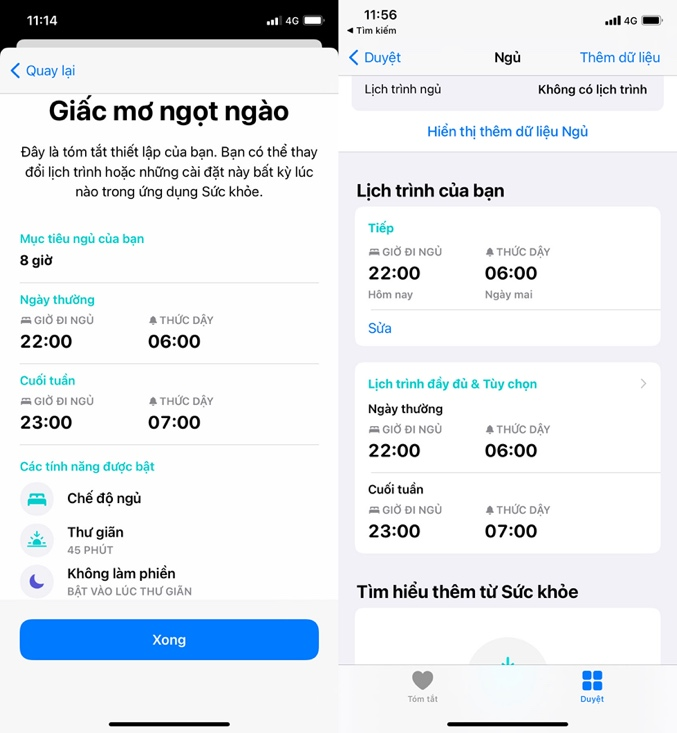 11:14
4G
Quay lại
Giấc mơ ngọt ngào
Đây là tóm tắt thiết lập của bạn. Bạn có thể thay
đổi lịch trình hoặc những cài đặt này bất kỳ lúc
nào trong ứng dụng Sức khỏe.
Mục tiêu ngủ của bạn
8 giờ
Ngày thường
GIỜ ĐI NGỦ THỨC DẬY
22:00 06:00
Cuối tuần
GIỜ ĐI NGỦ THỨC DẬY
23:00 07:00
Các tính năng được bật
Chế độ ngủ
Thư giãn
45 PHÚT
Không làm phiền
BẬT VÀO LÚC THƯ GIÃN
Xong
11:56
4G
Tìm kiếm
Duyệt Ngủ Thêm dữ liệu
Lịch trình ngủ Không có lịch trình
Hiển thị thêm dữ liệu Ngủ
Lịch trình của bạn
Tiếp
GIỜ ĐI NGỦ THỨC DẬY
22:00 06:00
Hôm nay Ngày mai
Sửa
Lịch trình đầy đủ & Tùy chọn
Ngày thường
GIỜ ĐI NGỦ THỨC DẬY
22:00 06:00
Cuối tuần
GIỜ ĐI NGỦ THỨC DẬY
23:00 07:00
Tìm hiểu thêm từ Sức khỏe
Tóm tắt Duyệt